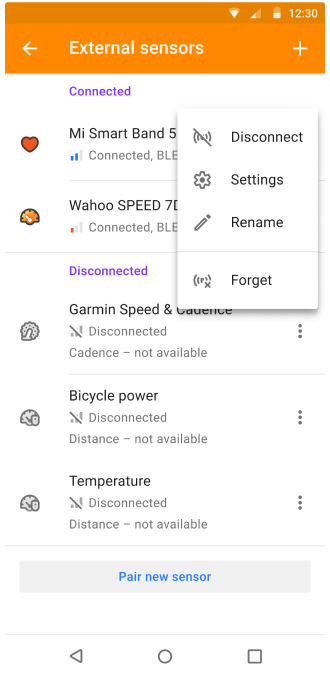 12:30
External sensors
Connected
Mi Smart Band 5
Connected, BLE
Wahoo SPEED 7D
Connected, BLE
Disconnect
Settings
Rename
Forget
Disconnected
Garmin Speed & Cadence
Disconnected
Cadence – not available
Bicycle power
Disconnected
Distance – not available
Temperature
Disconnected
Distance – not available
Pair new sensor